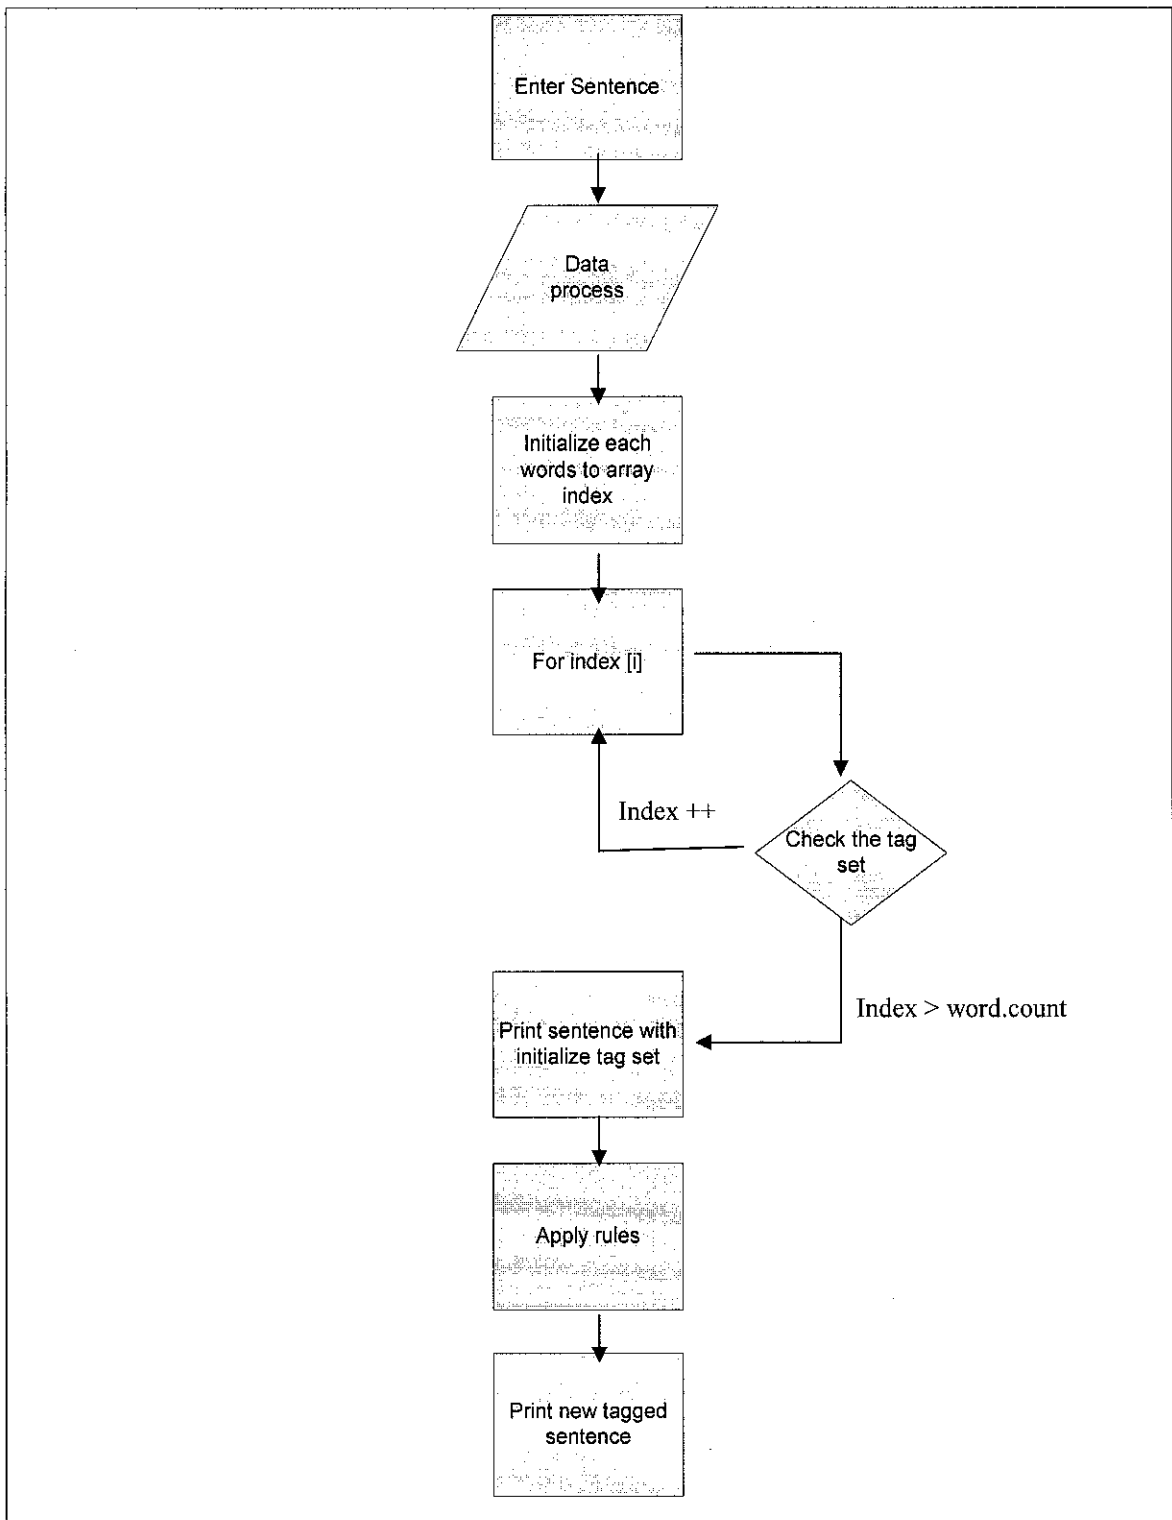 Enter Sentence
Data
process
Initialize each
words to array
index
For index [i]
Index ++
Check the tag
set
Index > word.count
Print sentence with
initialize tag set
Apply rules
Print new tagged
sentence